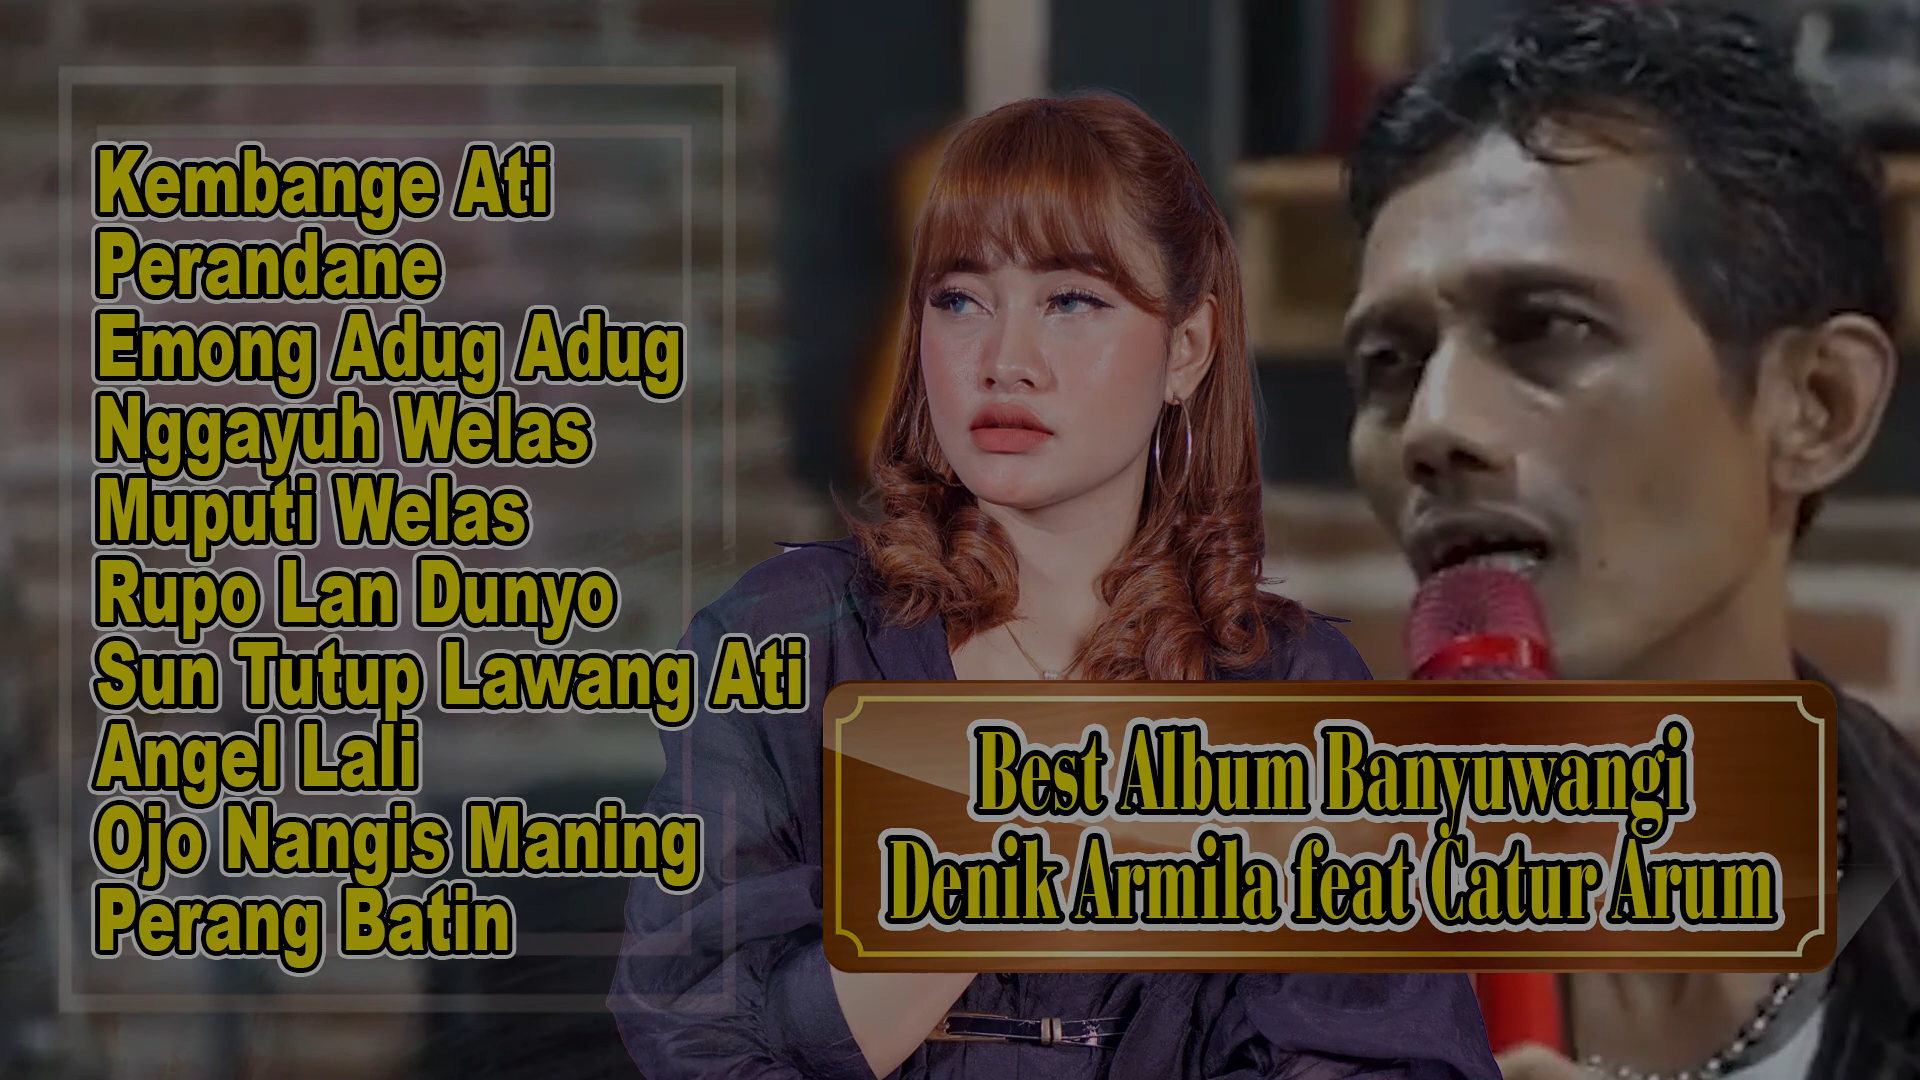 Kembange Ati
Perandane
Emong Adug Adug
Nggayuh Welas
Muputi Welas
Rupo Lan Dunyo
Sun Tutup Lawang Ati
Angel Lali
Ojo Nangis Maning
Perang Batin
Best Album Banyuwangi
Denik Armila feat Catur Arum